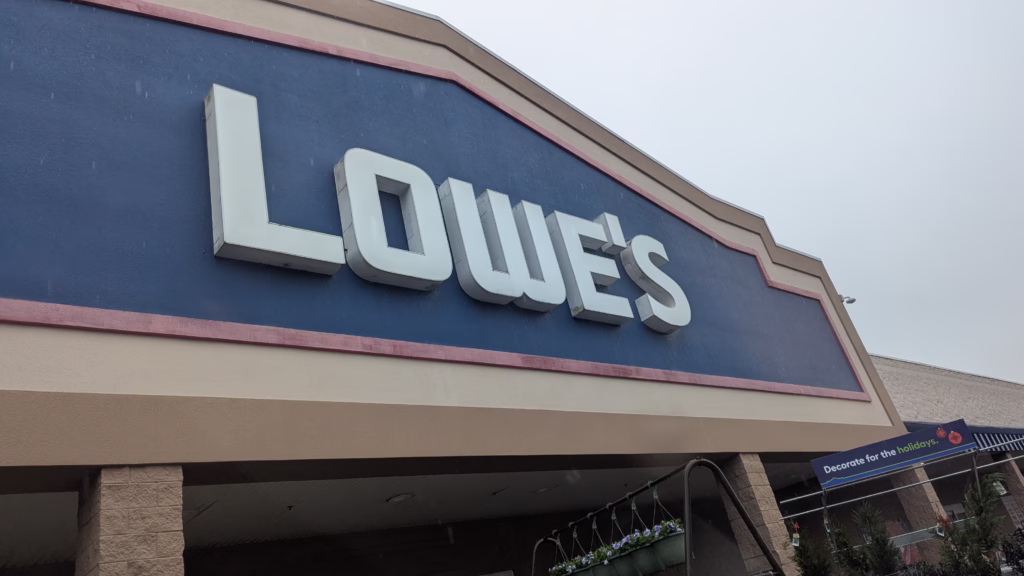 LOWE'S
Decorate for the holidays.